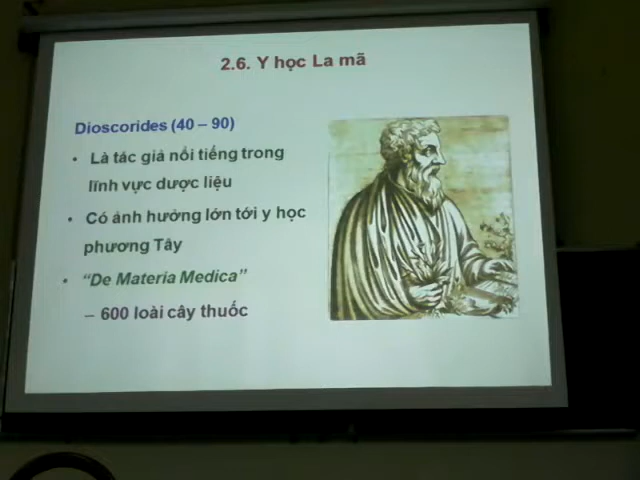 2.6. Y học La mã
Dioscorides (40 – 90)
• Là tác giả nổi tiếng trong
lĩnh vực dược liệu
• Có ảnh hưởng lớn tới y học
phương Tây
• “De Materia Medica”
– 600 loài cây thuốc